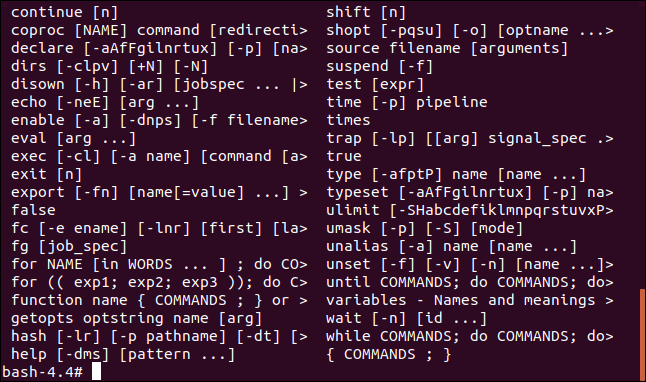 continue [n] shift [n]
coproc [NAME] command [redirecti> shopt [-pqsu] [-o] [optname ...>
declare [-aAfFgilnrtux] [-p] [na> source filename [arguments]
dirs [-clpv] [+N] [-N] suspend [-f]
disown [-h] [-ar] [jobspec ... |> test [expr]
echo [-neE] [arg ...] time [-p] pipeline
enable [-a] [-dnps] [-f filename> times
eval [arg ...] trap [-lp] [[arg] signal_spec .>
exec [-cl] [-a name] [command [a> true
exit [n] type [-afptP] name [name ...]
export [-fn] [name[=value] ...] > typeset [-aAfFgilnrtux] [-p] na>
false ulimit [-SHabcdefiklmnpqrstuvxP>
fc [-e ename] [-lnr] [first] [la> umask [-p] [-S] [mode]
fg [job_spec] unalias [-a] name [name ...]
for NAME [in WORDS ... ] ; do CO> unset [-f] [-v] [-n] [name ...]>
for (( exp1; exp2; exp3 )); do C> until COMMANDS; do COMMANDS; do>
function name { COMMANDS ; } or > variables - Names and meanings >
getopts optstring name [arg] wait [-n] [id ...]
hash [-lr] [-p pathname] [-dt] [> while COMMANDS; do COMMANDS; do>
help [-dms] [pattern ...] { COMMANDS ; }
bash-4.4#